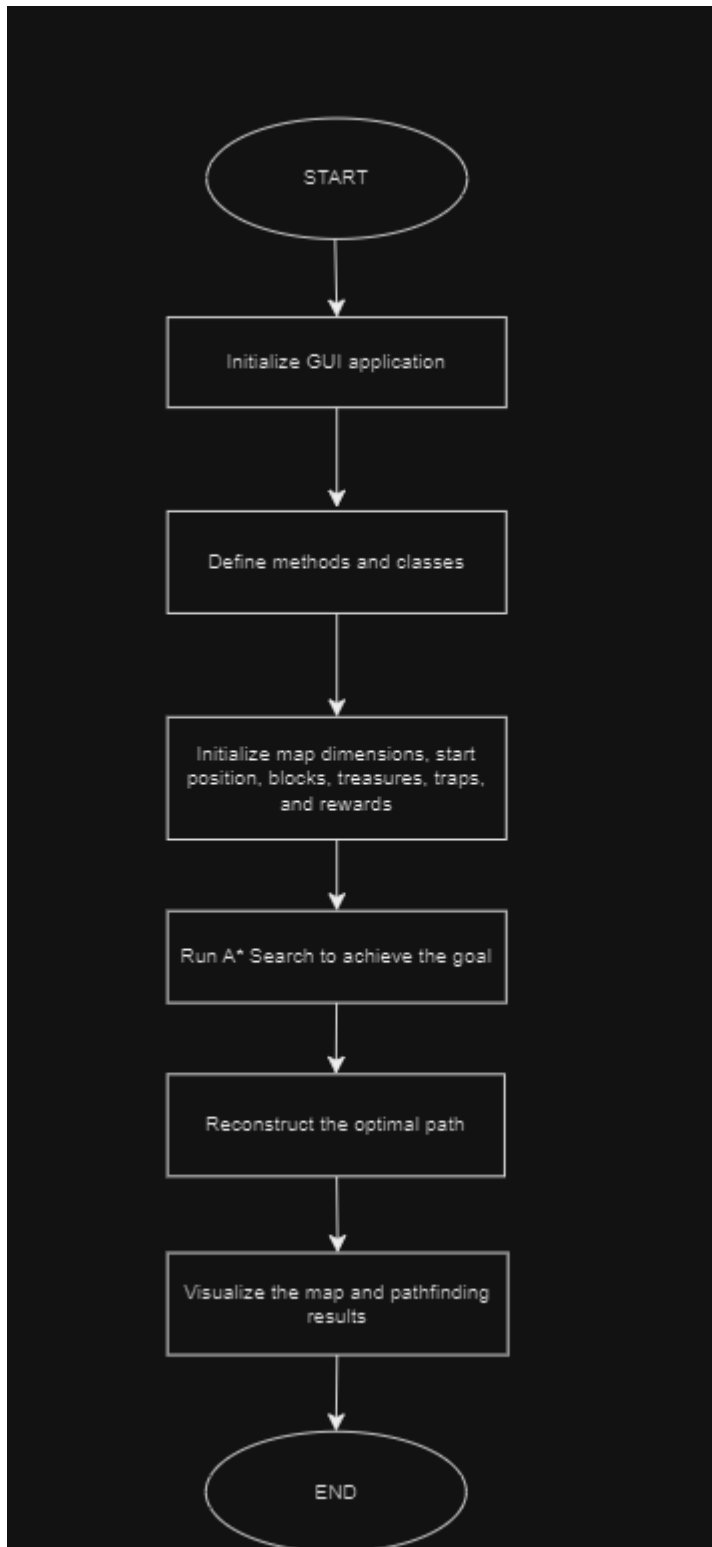 START
Initialize GUI application
Define methods and classes
Initialize map dimensions, start
position, blocks, treasures, traps,
and rewards
Run A* Search to achieve the goal
Reconstruct the optimal path
Visualize the map and pathfinding
results
END